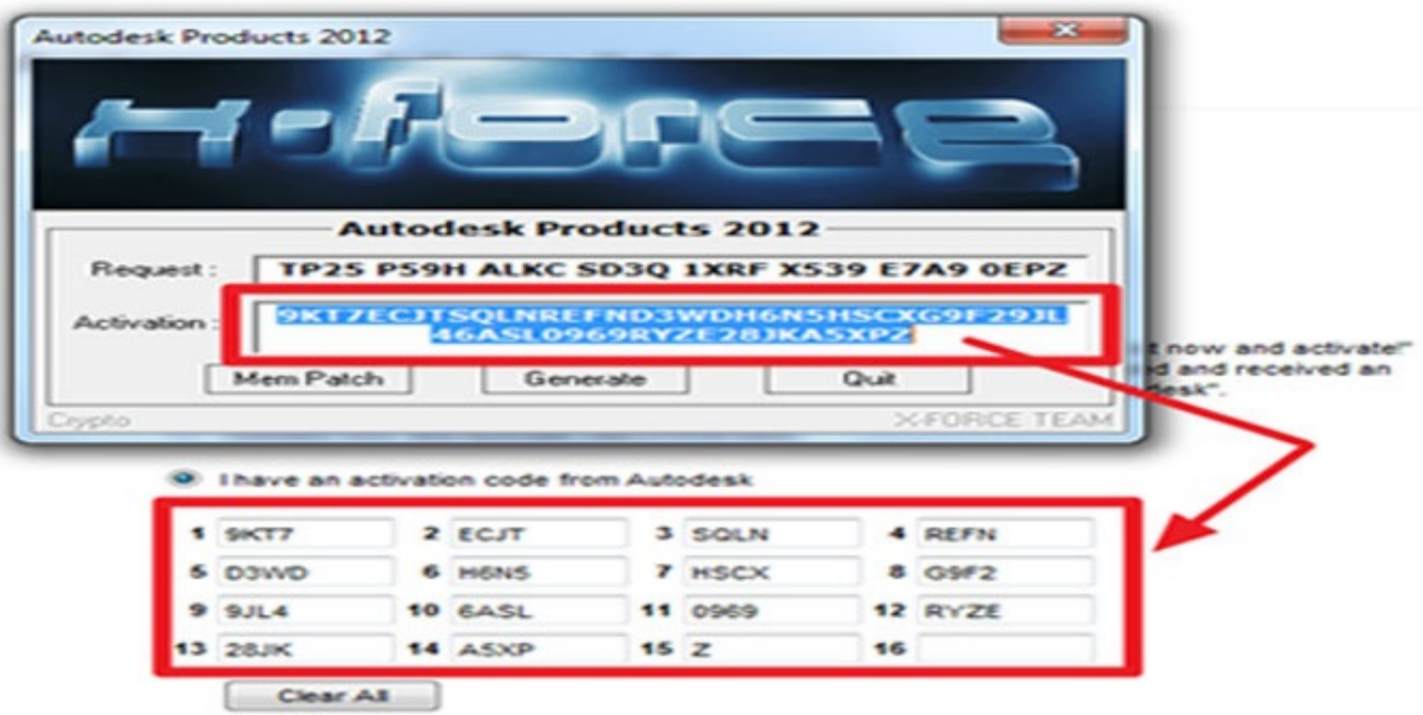 Autodesk Products 2012
x-force
Autodesk Products 2012
Request : TP25 P59H ALKC SD3Q 1XRF X539 E7A9 0EPZ
Activation : 9KT7ECJTSQLNREFND3WDH6N5HSCXG9F29JL
46ASL0969RYZE28JKA5XPZ
t now and activate!"
ed and received an
desk".
Mem Patch Generate Quit
Crypto X-FORCE TEAM
I have an activation code from Autodesk
1 9KT7 2 ECJT 3 SQLN 4 REFN
5 D3WD 6 H6N5 7 HSCX 8 G9F2
9 9JL4 10 6ASL 11 0969 12 RYZE
13 28JK 14 A5XP 15 Z 16
Clear All